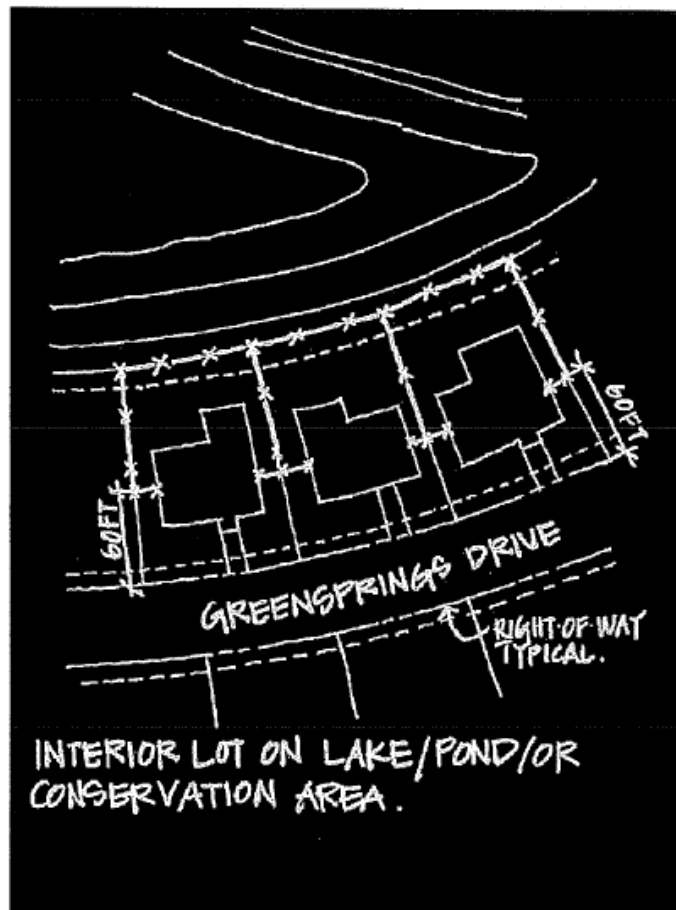 60FT
60FT
GREENSPRINGS DRIVE
RIGHT-OF-WAY
TYPICAL.
INTERIOR LOT ON LAKE/POND/OR
CONSERVATION AREA.